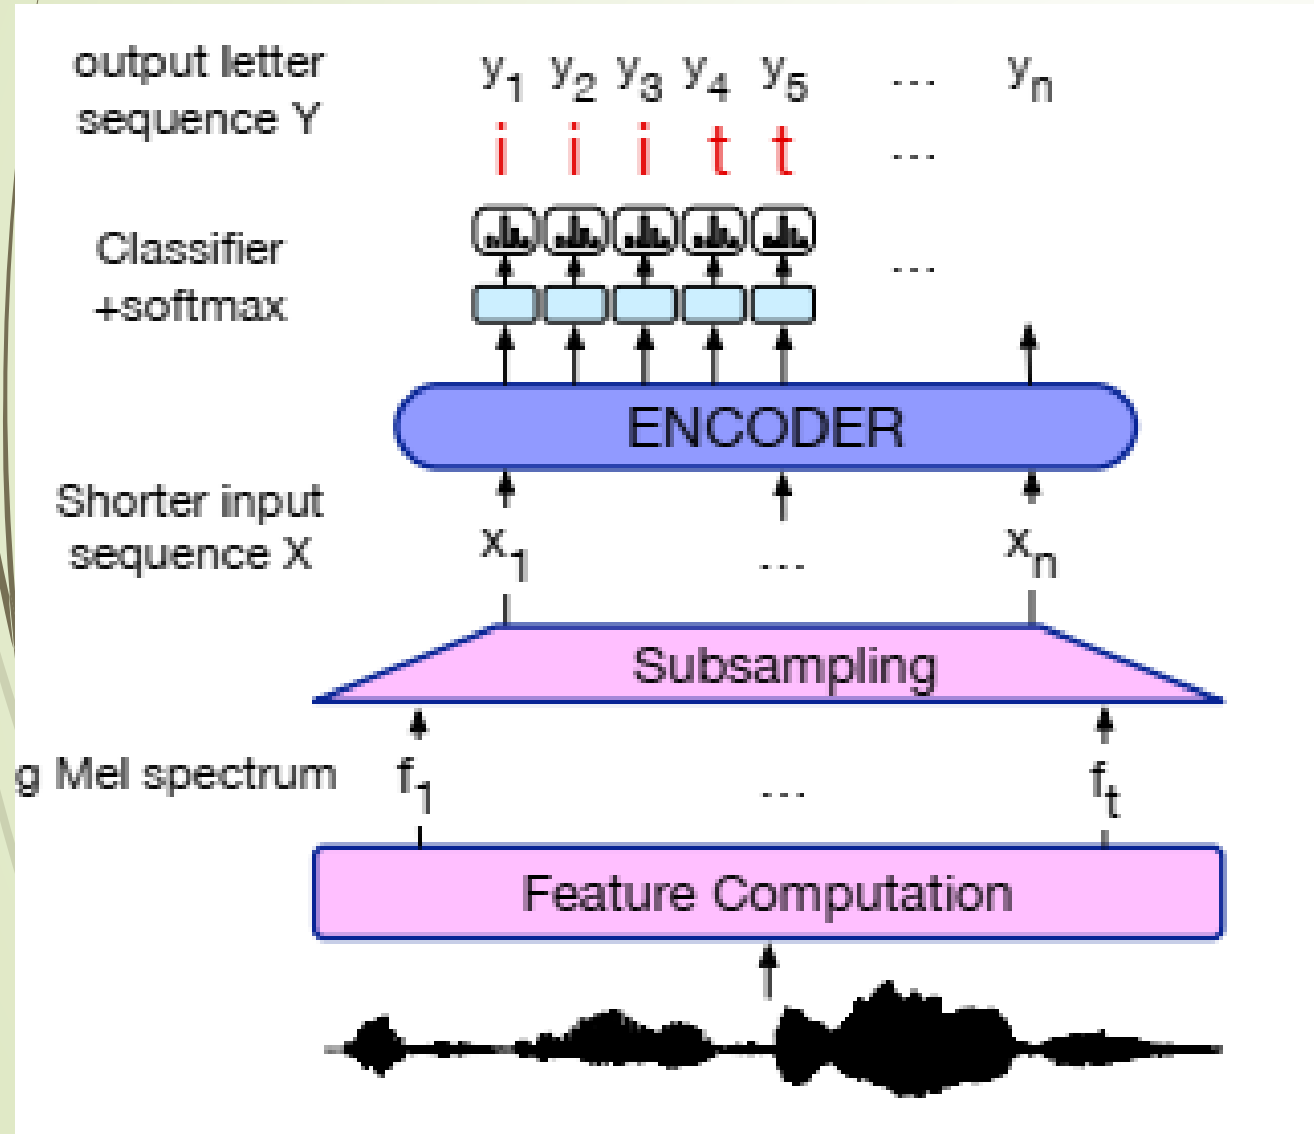 output letter
sequence Y
y1 y2 y3 y4 y5 ... yn
i i i t t ...
Classifier
+softmax
...
ENCODER
Shorter input
sequence X
x1 ... xn
Subsampling
g Mel spectrum
f1 ... ft
Feature Computation